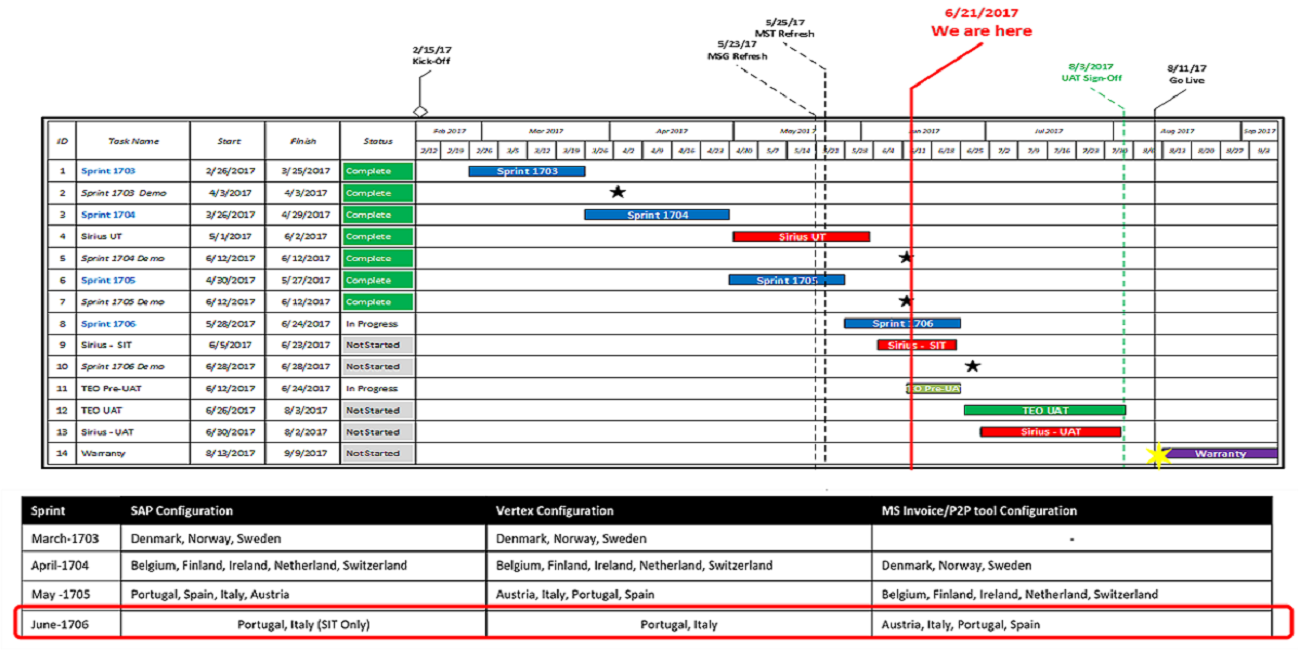 6/21/2017
We are here
5/25/17
MST Refresh
5/23/17
MSG Refresh
2/15/17
Kick-Off
8/3/2017
UAT Sign-Off
8/11/17
Go Live
ID Task Name Start Finish Status Feb 2017 Mar 2017 Apr 2017 May 2017 Jun 2017 Jul 2017 Aug 2017 Sep 2017
2/12 2/19 2/26 3/5 3/12 3/19 3/26 4/2 4/9 4/16 4/23 4/30 5/7 5/14 5/21 5/28 6/4 6/11 6/18 6/25 7/2 7/9 7/16 7/23 7/30 8/6 8/13 8/20 8/27 9/3
1 Sprint 1703 2/26/2017 3/25/2017 Complete Sprint 1703
2 Sprint 1703 Demo 4/3/2017 4/3/2017 Complete
3 Sprint 1704 3/26/2017 4/29/2017 Complete Sprint 1704
4 Sirius UT 5/1/2017 6/2/2017 Complete Sirius UT
5 Sprint 1704 Demo 6/12/2017 6/12/2017 Complete
6 Sprint 1705 4/30/2017 5/27/2017 Complete Sprint 1705
7 Sprint 1705 Demo 6/12/2017 6/12/2017 Complete
8 Sprint 1706 5/28/2017 6/24/2017 In Progress Sprint 1706
9 Sirius - SIT 6/5/2017 6/23/2017 Not Started Sirius - SIT
10 Sprint 1706 Demo 6/28/2017 6/28/2017 Not Started
11 TEO Pre-UAT 6/12/2017 6/24/2017 In Progress EO Pre-UA
12 TEO UAT 6/26/2017 8/3/2017 Not Started TEO UAT
13 Sirius - UAT 6/30/2017 8/2/2017 Not Started Sirius - UAT
14 Warranty 8/13/2017 9/9/2017 Not Started Warranty
Sprint SAP Configuration Vertex Configuration MS Invoice/P2P tool Configuration
March-1703 Denmark, Norway, Sweden Denmark, Norway, Sweden -
April-1704 Belgium, Finland, Ireland, Netherland, Switzerland Belgium, Finland, Ireland, Netherland, Switzerland Denmark, Norway, Sweden
May -1705 Portugal, Spain, Italy, Austria Austria, Italy, Portugal, Spain Belgium, Finland, Ireland, Netherland, Switzerland
June-1706 Portugal, Italy (SIT Only) Portugal, Italy Austria, Italy, Portugal, Spain